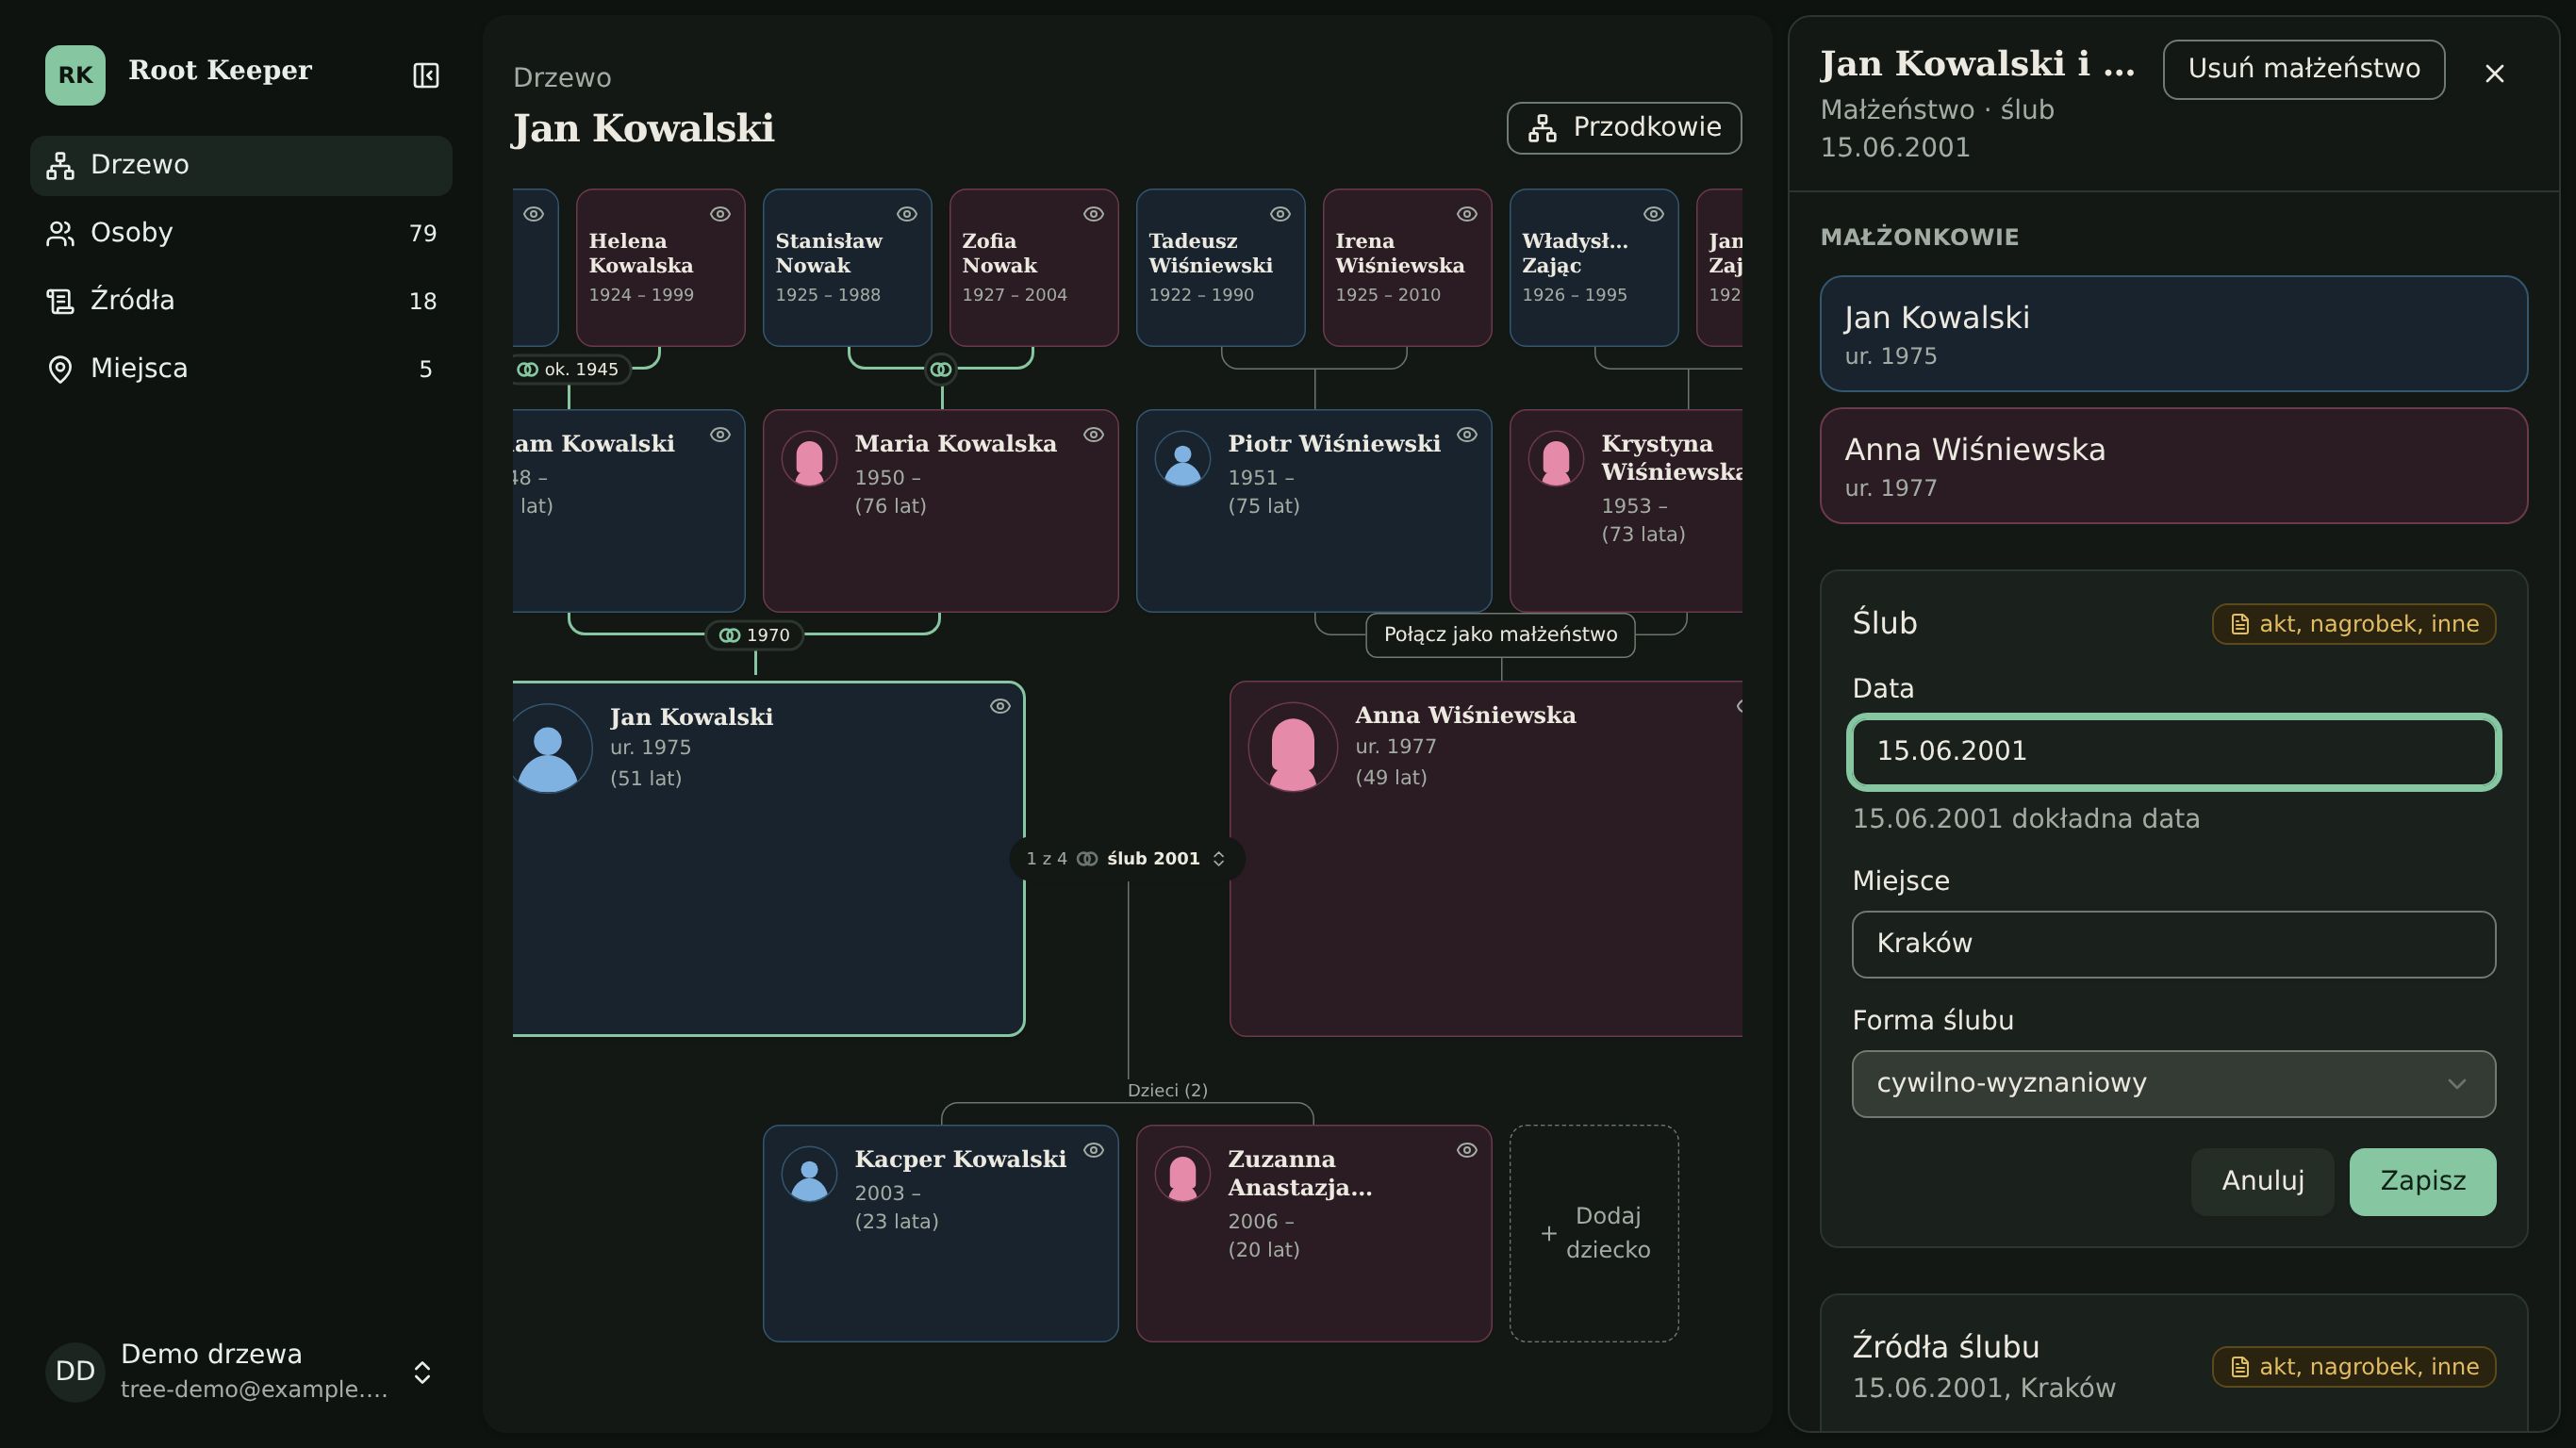 RK
Root Keeper
Drzewo
Osoby 79
Źródła 18
Miejsca 5
DD
Demo drzewa
tree-demo@example....
Drzewo
Jan Kowalski
Przodkowie
Helena
Kowalska
1924 – 1999
Stanisław
Nowak
1925 – 1988
Zofia
Nowak
1927 – 2004
Tadeusz
Wiśniewski
1922 – 1990
Irena
Wiśniewska
1925 – 2010
Władysł...
Zając
1926 – 1995
Jan
Zaj
192
ok. 1945
am Kowalski
48 –
lat)
Maria Kowalska
1950 –
(76 lat)
Piotr Wiśniewski
1951 –
(75 lat)
Krystyna
Wiśniewska
1953 –
(73 lata)
1970
Połącz jako małżeństwo
Jan Kowalski
ur. 1975
(51 lat)
Anna Wiśniewska
ur. 1977
(49 lat)
1 z 4 ślub 2001
Dzieci (2)
Kacper Kowalski
2003 –
(23 lata)
Zuzanna
Anastazja...
2006 –
(20 lat)
Dodaj
dziecko
Jan Kowalski i ...
Usuń małżeństwo
Małżeństwo · ślub
15.06.2001
MAŁŻONKOWIE
Jan Kowalski
ur. 1975
Anna Wiśniewska
ur. 1977
Ślub
akt, nagrobek, inne
Data
15.06.2001
15.06.2001 dokładna data
Miejsce
Kraków
Forma ślubu
cywilno-wyznaniowy
Anuluj
Zapisz
Źródła ślubu
akt, nagrobek, inne
15.06.2001, Kraków